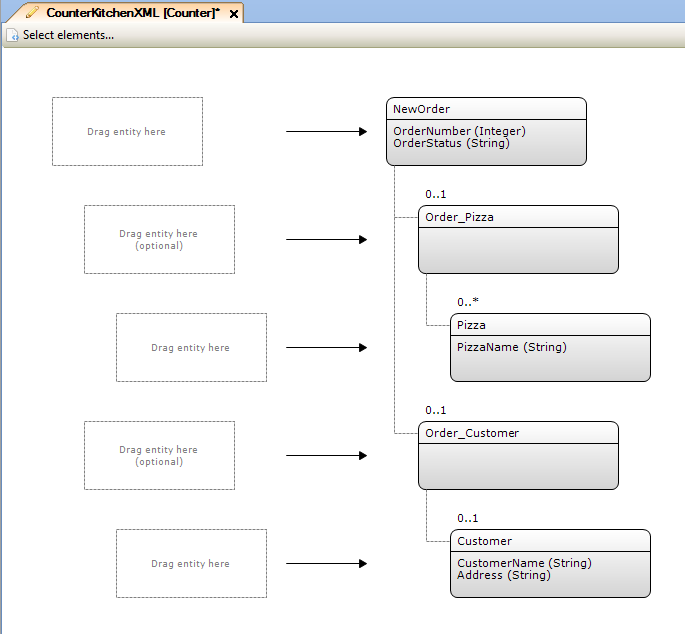 CounterKitchenXML [Counter]*
Select elements...
Drag entity here
NewOrder
OrderNumber (Integer)
OrderStatus (String)
0..1
Drag entity here
(optional)
Order_Pizza
0..*
Drag entity here
Pizza
PizzaName (String)
0..1
Drag entity here
(optional)
Order_Customer
0..1
Drag entity here
Customer
CustomerName (String)
Address (String)